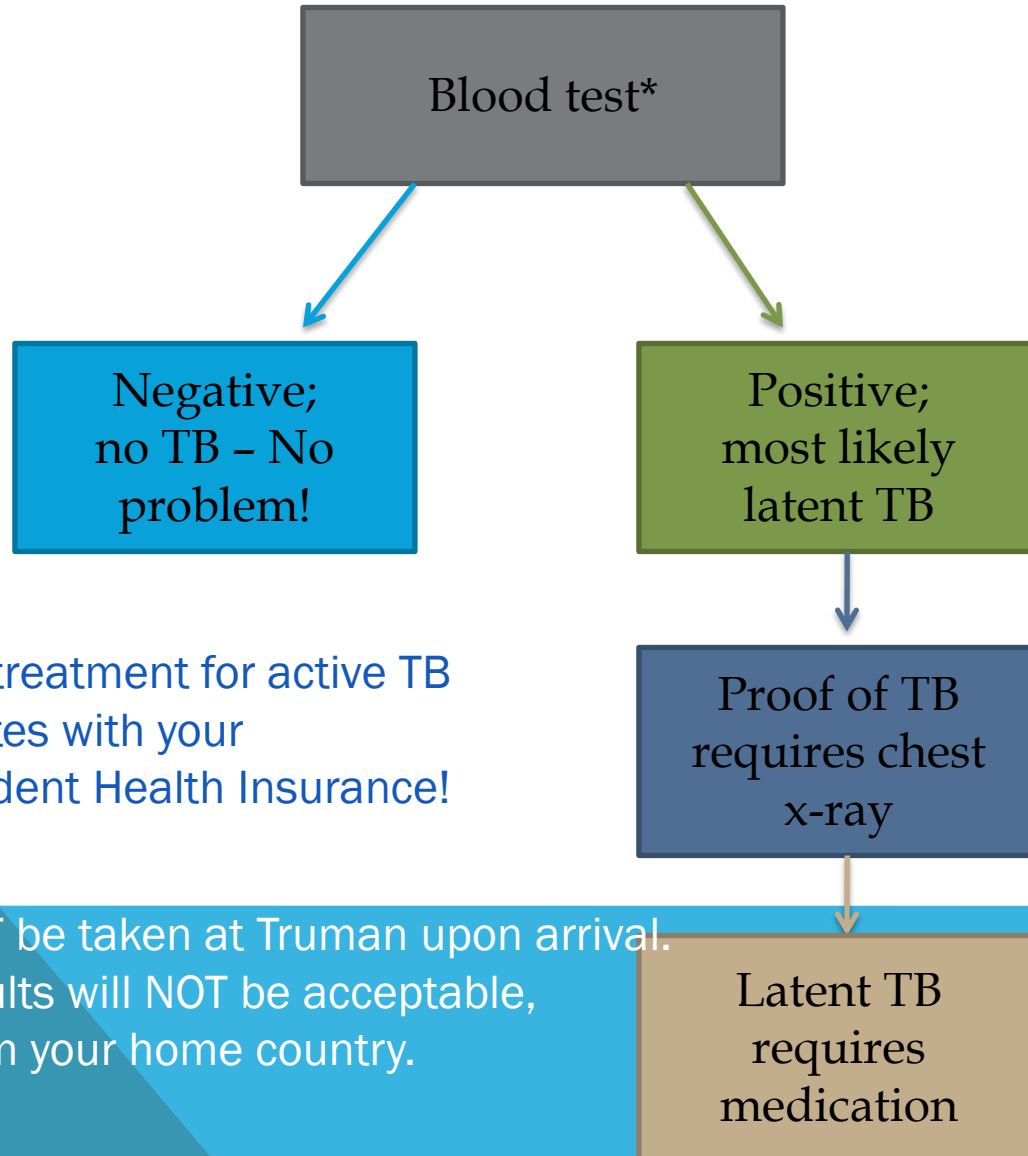 Blood test*
Negative;
no TB – No
problem!
Positive;
most likely
latent TB
treatment for active TB
tes with your
dent Health Insurance!
Proof of TB
requires chest
x-ray
be taken at Truman upon arrival.
ults will NOT be acceptable,
your home country.
Latent TB
requires
medication